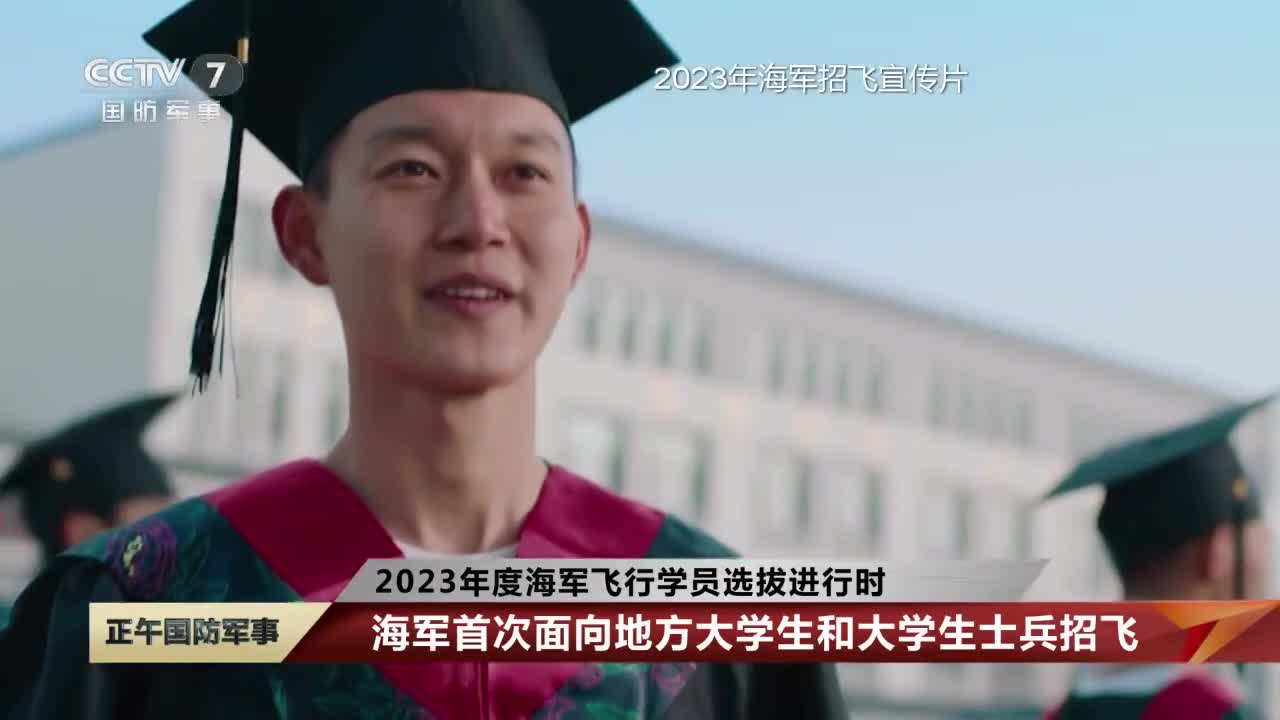 CCTV 7
国防军事
2023年海军招飞宣传片
2023年度海军飞行学员选拔进行时
正午国防军事
海军首次面向地方大学生和大学生士兵招飞